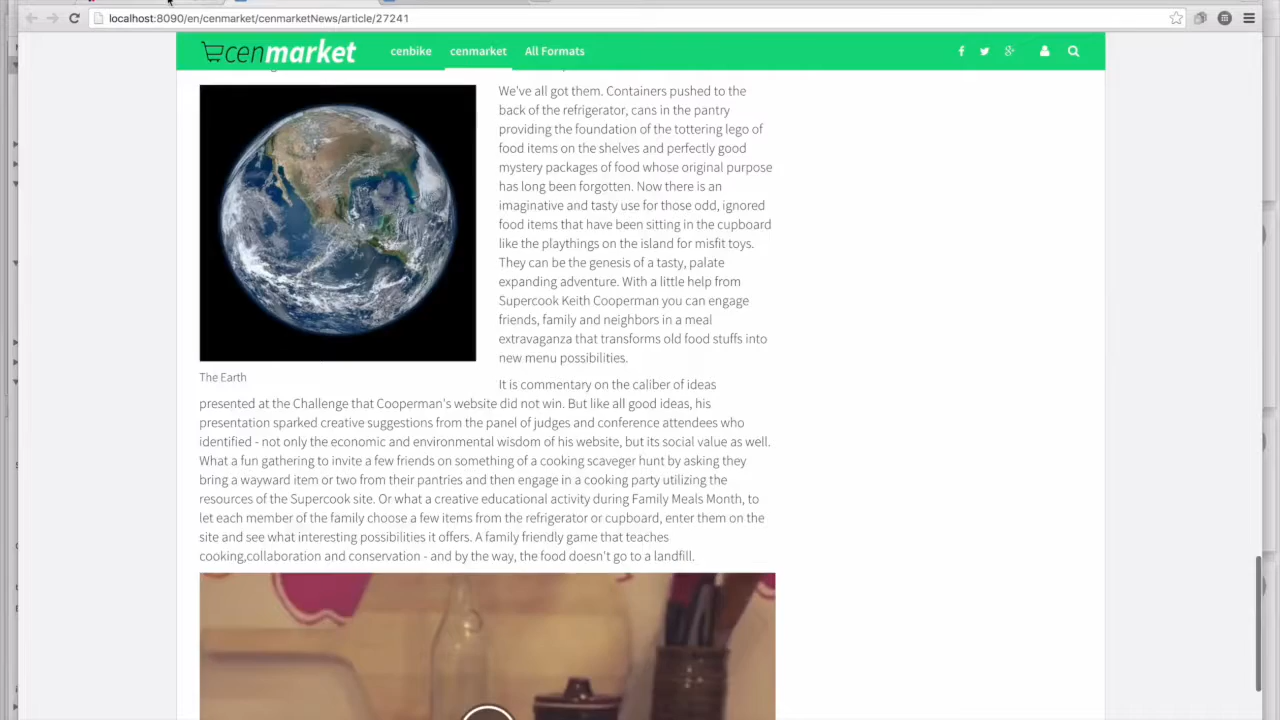 localhost:8090/en/cenmarket/cenmarketNews/article/27241
cenmarket cenbike cenmarket All Formats
We've all got them. Containers pushed to the
back of the refrigerator, cans in the pantry
providing the foundation of the tottering lego of
food items on the shelves and perfectly good
mystery packages of food whose original purpose
has long been forgotten. Now there is an
imaginative and tasty use for those odd, ignored
food items that have been sitting in the cupboard
like the playthings on the island for misfit toys.
They can be the genesis of a tasty, palate
expanding adventure. With a little help from
Supercook Keith Cooperman you can engage
friends, family and neighbors in a meal
extravaganza that transforms old food stuffs into
new menu possibilities.
The Earth
It is commentary on the caliber of ideas
presented at the Challenge that Cooperman's website did not win. But like all good ideas, his
presentation sparked creative suggestions from the panel of judges and conference attendees who
identified - not only the economic and environmental wisdom of his website, but its social value as well.
What a fun gathering to invite a few friends on something of a cooking scaveger hunt by asking they
bring a wayward item or two from their pantries and then engage in a cooking party utilizing the
resources of the Supercook site. Or what a creative educational activity during Family Meals Month, to
let each member of the family choose a few items from the refrigerator or cupboard, enter them on the
site and see what interesting possibilities it offers. A family friendly game that teaches
cooking,collaboration and conservation - and by the way, the food doesn't go to a landfill.